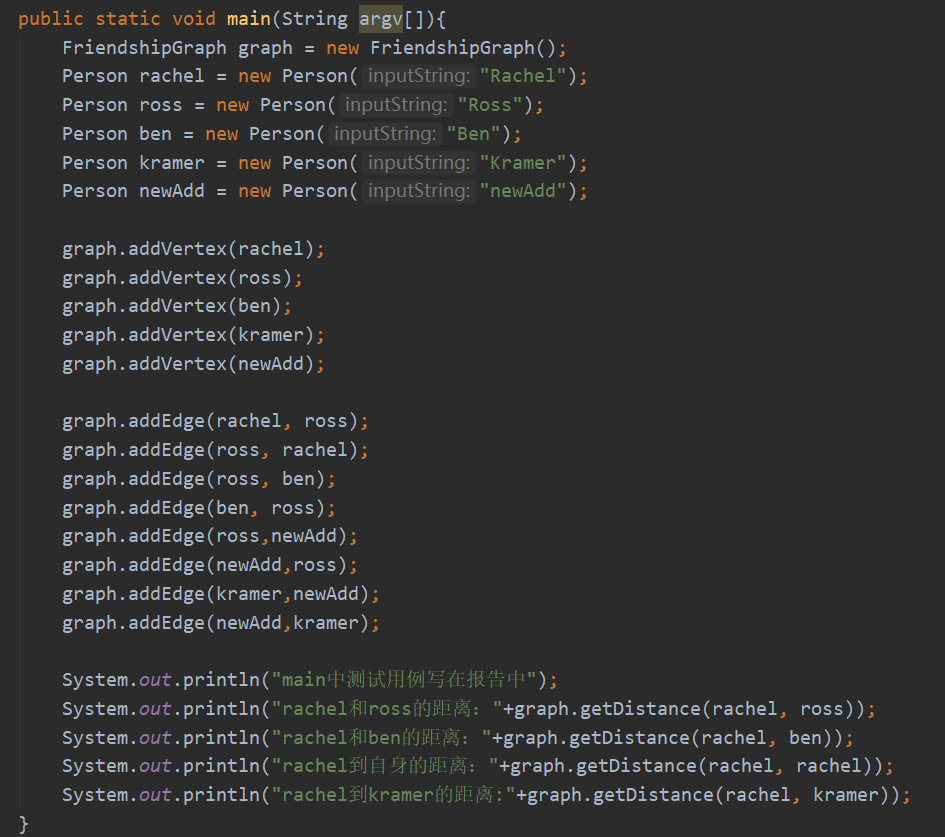 public static void main(String argv[]){
    FriendshipGraph graph = new FriendshipGraph();
    Person rachel = new Person( inputString: "Rachel");
    Person ross = new Person( inputString: "Ross");
    Person ben = new Person( inputString: "Ben");
    Person kramer = new Person( inputString: "Kramer");
    Person newAdd = new Person( inputString: "newAdd");

    graph.addVertex(rachel);
    graph.addVertex(ross);
    graph.addVertex(ben);
    graph.addVertex(kramer);
    graph.addVertex(newAdd);

    graph.addEdge(rachel, ross);
    graph.addEdge(ross, rachel);
    graph.addEdge(ross, ben);
    graph.addEdge(ben, ross);
    graph.addEdge(ross,newAdd);
    graph.addEdge(newAdd,ross);
    graph.addEdge(kramer,newAdd);
    graph.addEdge(newAdd,kramer);

    System.out.println("main中测试用例写在报告中");
    System.out.println("rachel和ross的距离："+graph.getDistance(rachel, ross));
    System.out.println("rachel和ben的距离："+graph.getDistance(rachel, ben));
    System.out.println("rachel到自身的距离："+graph.getDistance(rachel, rachel));
    System.out.println("rachel到kramer的距离:"+graph.getDistance(rachel, kramer));
}